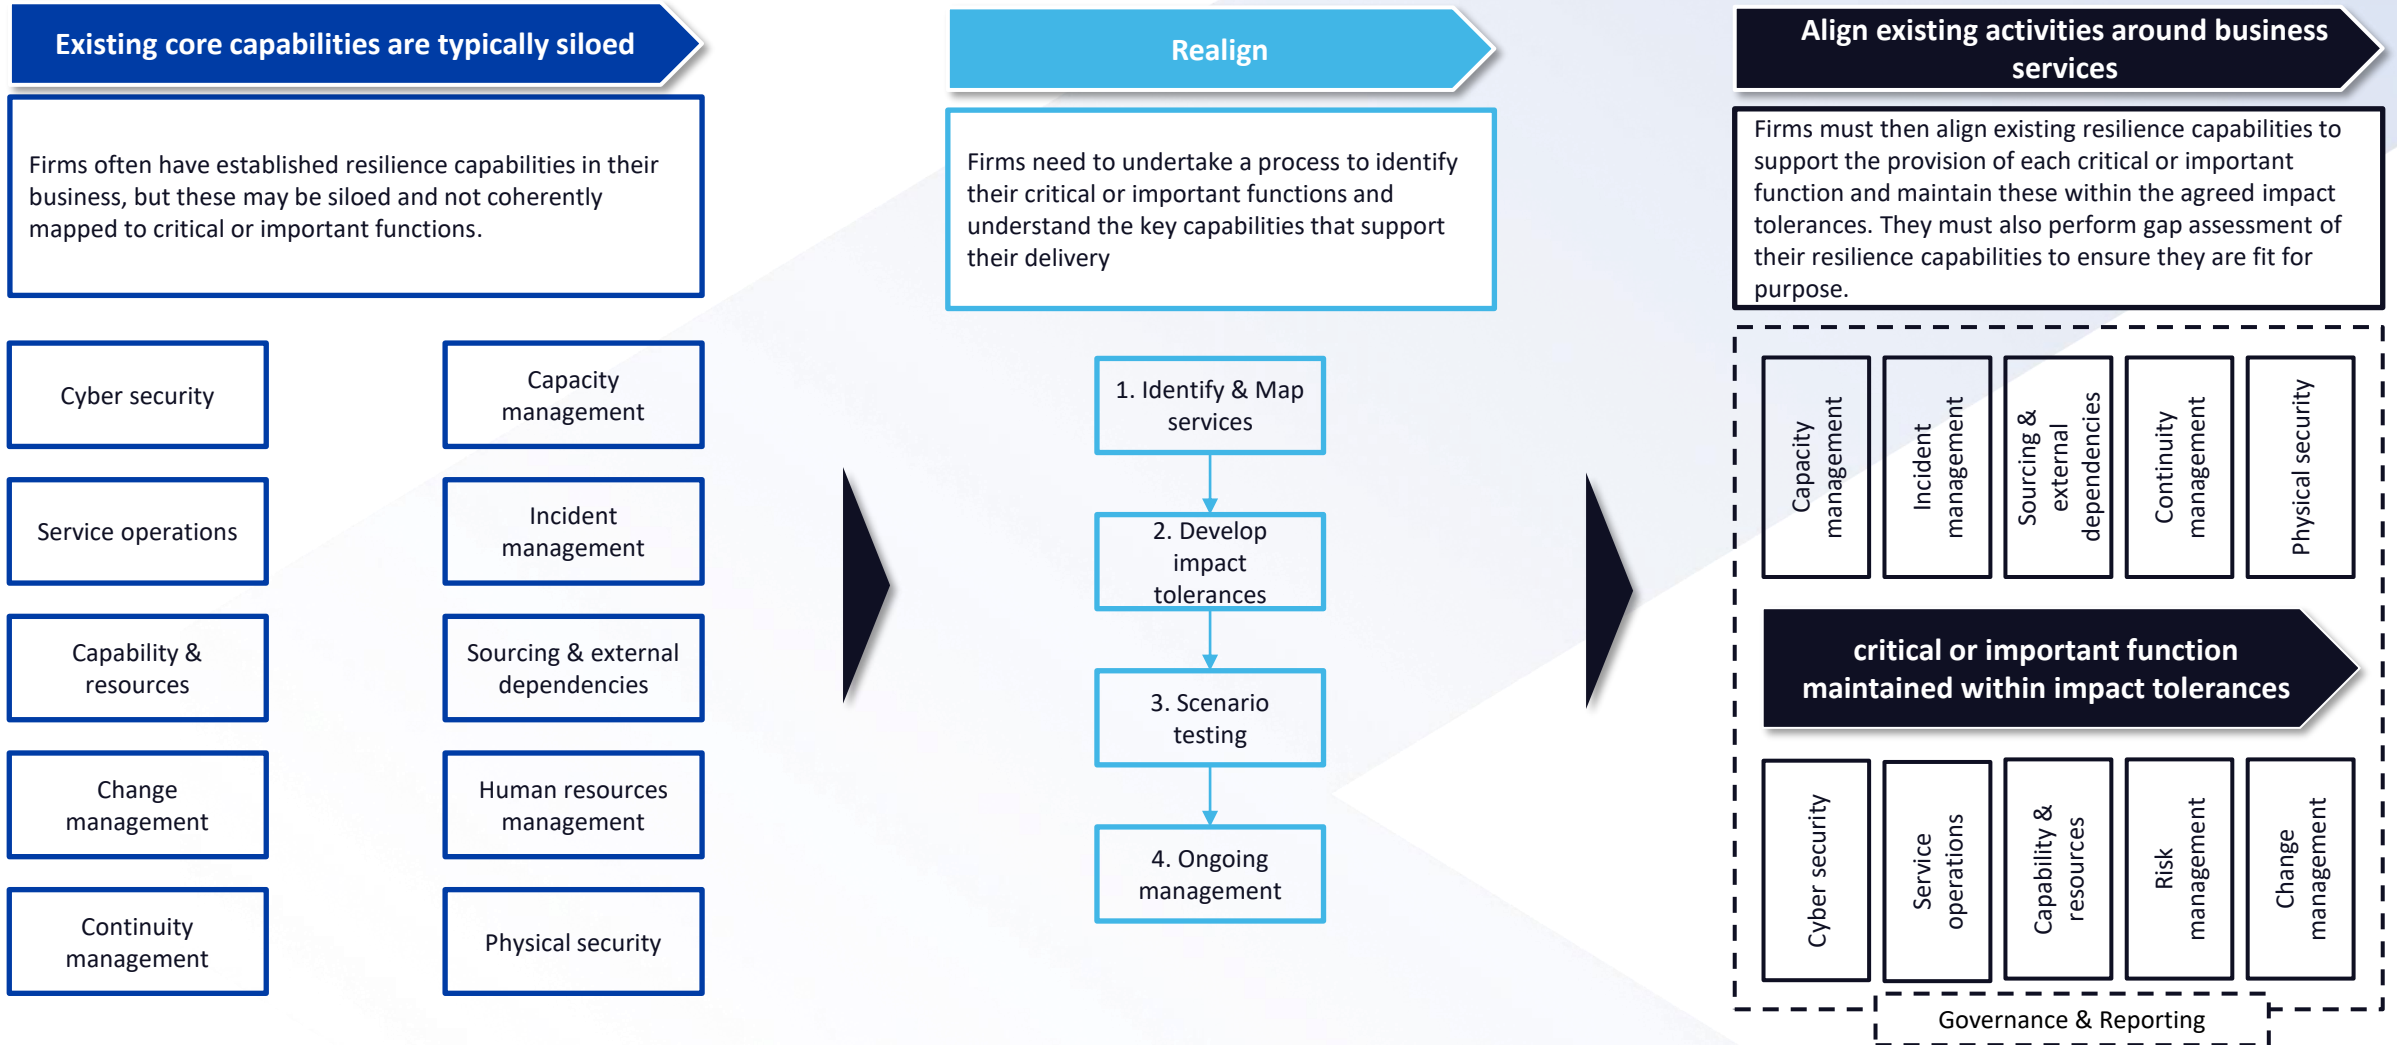 Existing core capabilities are typically siloed
Firms often have established resilience capabilities in their
business, but these may be siloed and not coherently
mapped to critical or important functions.
Cyber security
Capacity
management
Service operations
Incident
management
Capability &
resources
Sourcing & external
dependencies
Change
management
Human resources
management
Continuity
management
Physical security
Realign
Firms need to undertake a process to identify
their critical or important functions and
understand the key capabilities that support
their delivery
1. Identify & Map
services
2. Develop
impact
tolerances
3. Scenario
testing
4. Ongoing
management
Align existing activities around business
services
Firms must then align existing resilience capabilities to
support the provision of each critical or important
function and maintain these within the agreed impact
tolerances. They must also perform gap assessment of
their resilience capabilities to ensure they are fit for
purpose.
Capacity
management
Incident
management
Sourcing &
external
dependencies
Continuity
management
Physical security
critical or important function
maintained within impact tolerances
Cyber security
Service
operations
Capability &
resources
Risk
management
Change
management
Governance & Reporting